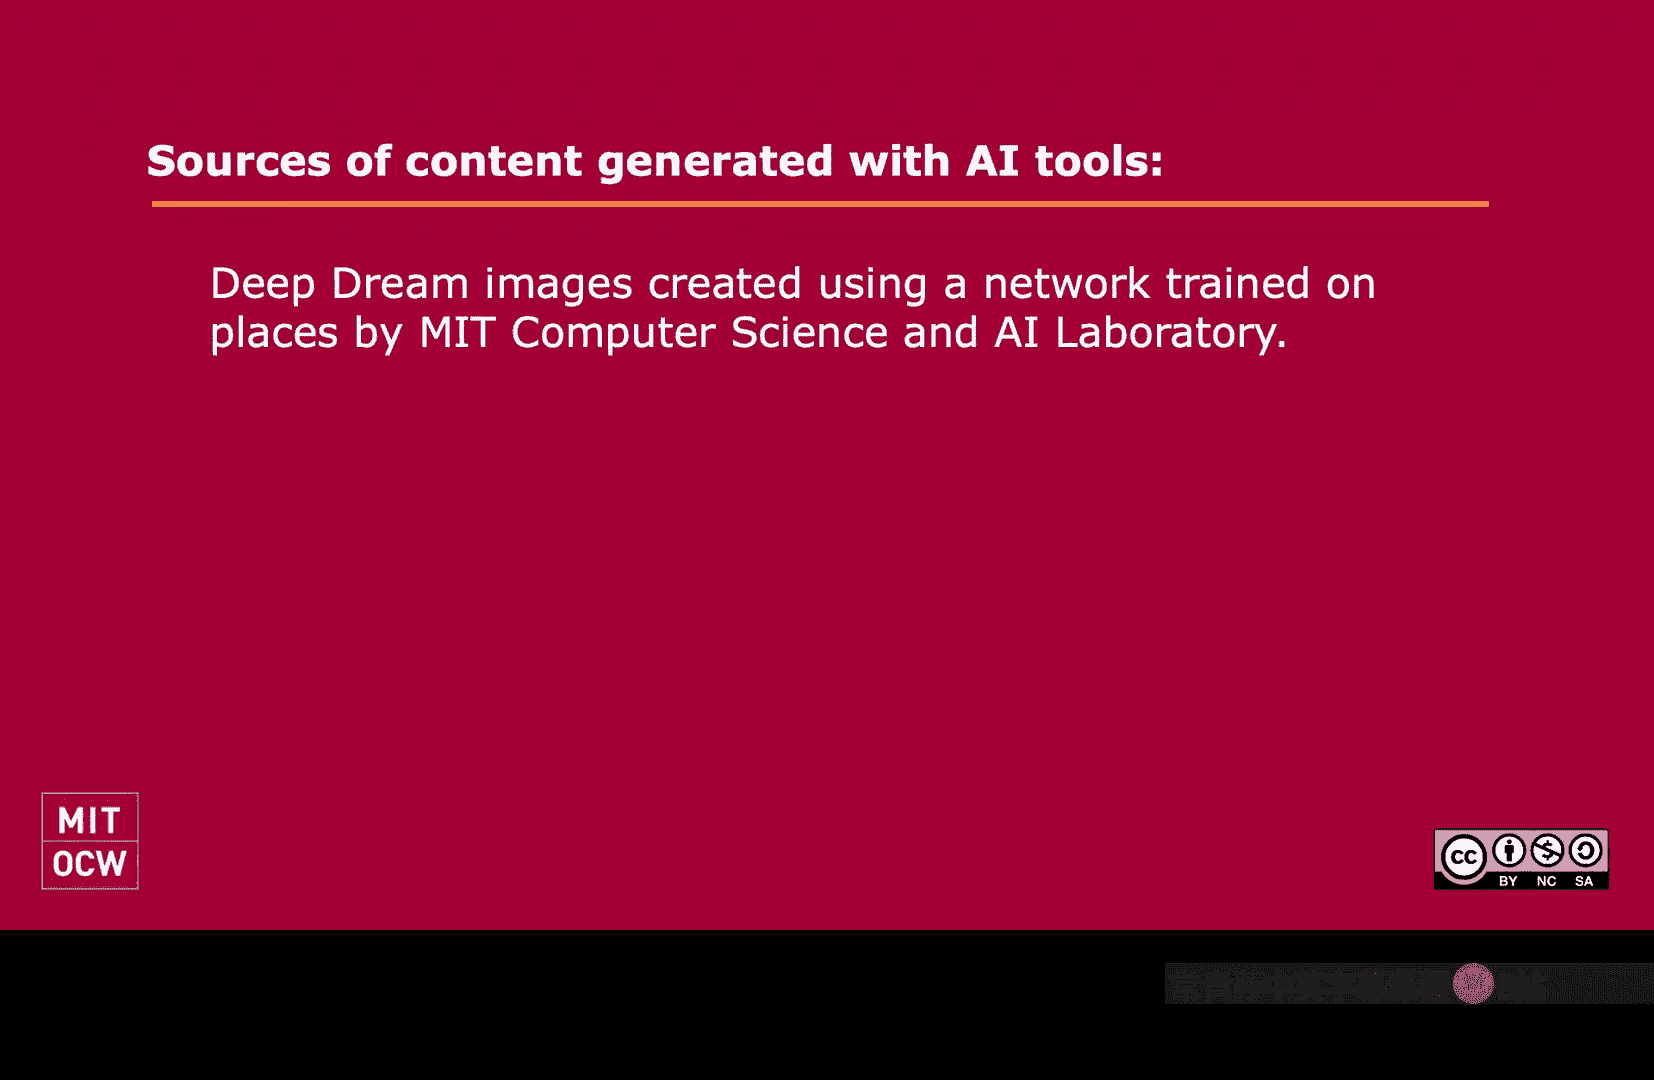 Sources of content generated with AI tools:
Deep Dream images created using a network trained on
places by MIT Computer Science and AI Laboratory.
MIT
OCW
cc
BY NC SA